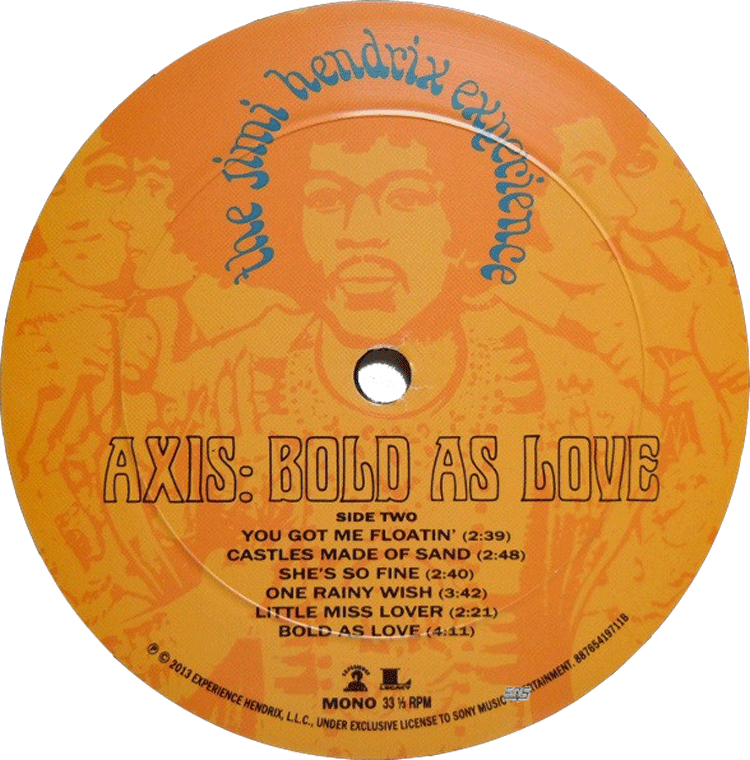 the jimi hendrix experience
AXIS: BOLD AS LOVE
SIDE TWO
YOU GOT ME FLOATIN' (2:39)
CASTLES MADE OF SAND (2:48)
SHE'S SO FINE (2:40)
ONE RAINY WISH (3:42)
LITTLE MISS LOVER (2:21)
BOLD AS LOVE (4:11)
LEGACY
MONO 33 ⅓ RPM
℗ © 2013 EXPERIENCE HENDRIX, L.L.C., UNDER EXCLUSIVE LICENSE TO SONY MUSIC 88765419711B